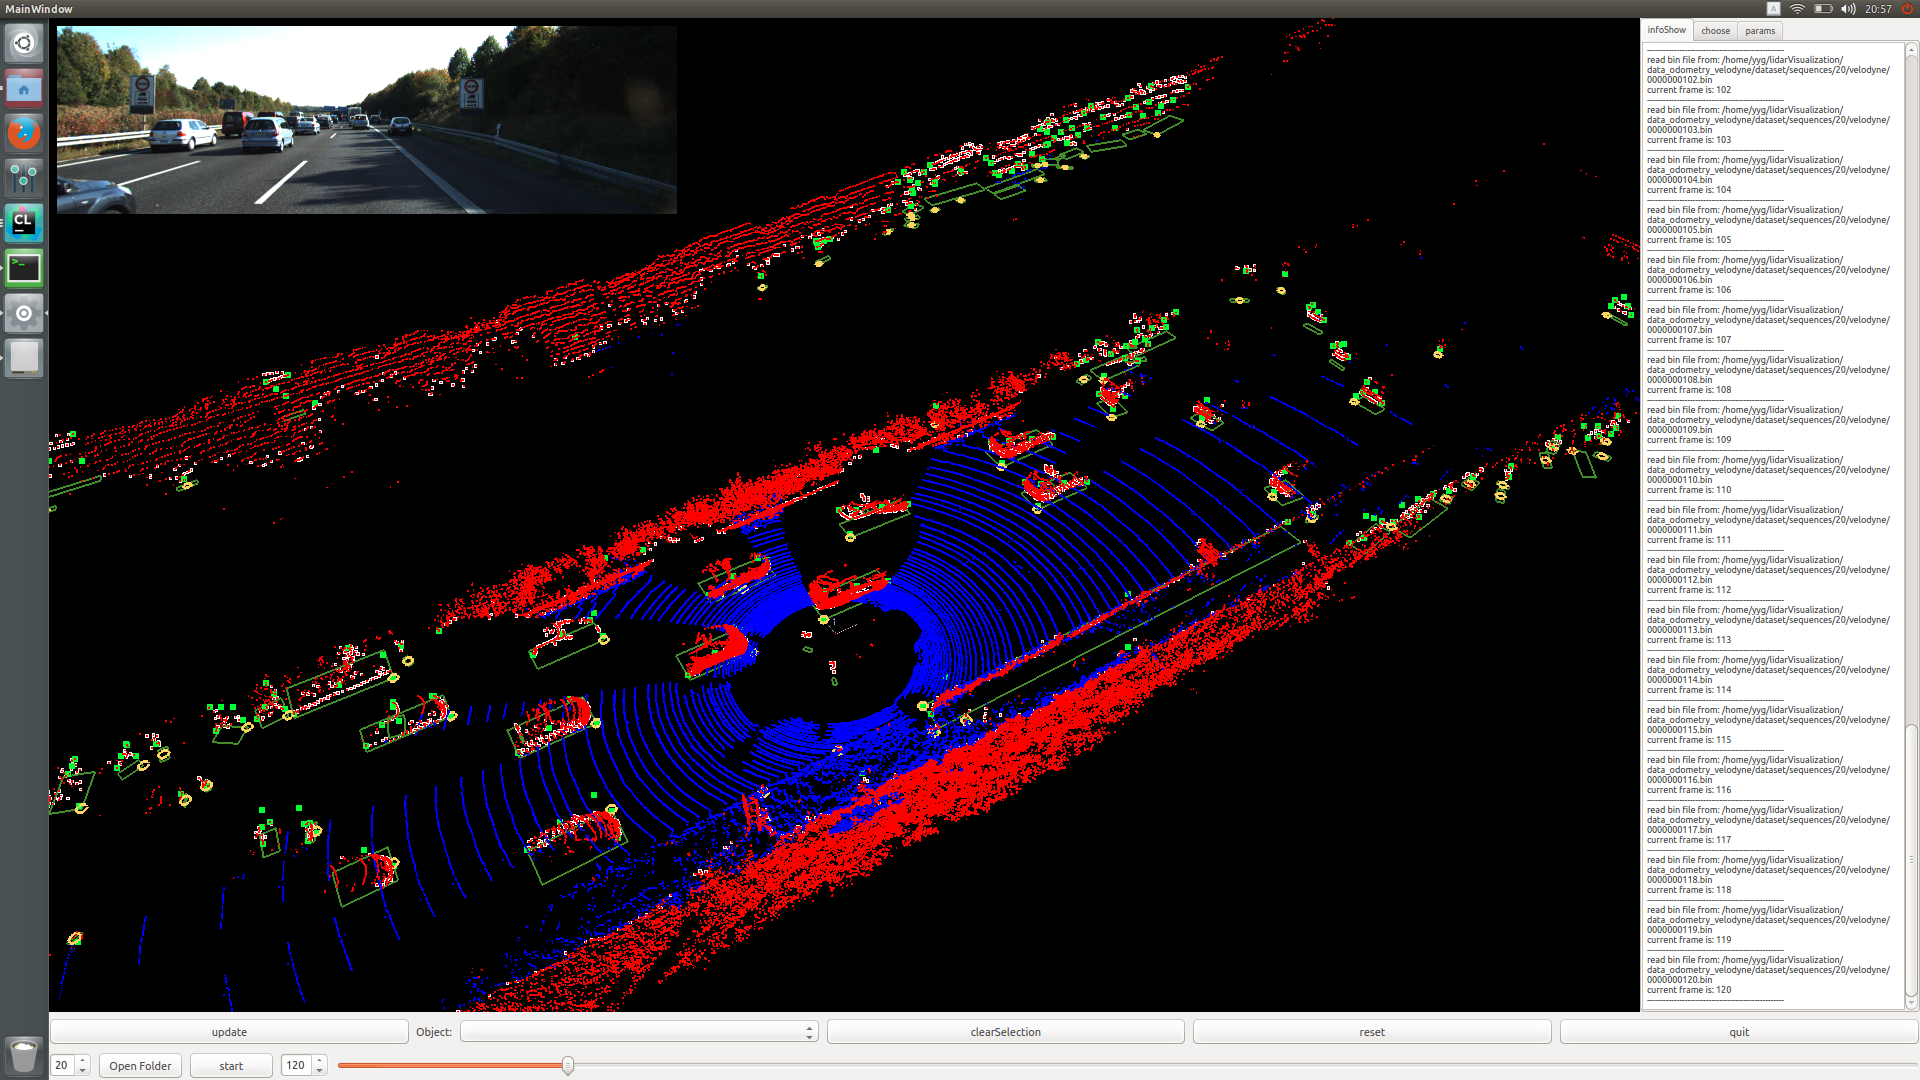 MainWindow
A
20:57
CL
>_
infoShow
choose
params
read bin file from: /home/yyg/lidarVisualization/
data_odometry_velodyne/dataset/sequences/20/velodyne/
0000000102.bin
current frame is: 102
read bin file from: /home/yyg/lidarVisualization/
data_odometry_velodyne/dataset/sequences/20/velodyne/
0000000103.bin
current frame is: 103
read bin file from: /home/yyg/lidarVisualization/
data_odometry_velodyne/dataset/sequences/20/velodyne/
0000000104.bin
current frame is: 104
read bin file from: /home/yyg/lidarVisualization/
data_odometry_velodyne/dataset/sequences/20/velodyne/
0000000105.bin
current frame is: 105
read bin file from: /home/yyg/lidarVisualization/
data_odometry_velodyne/dataset/sequences/20/velodyne/
0000000106.bin
current frame is: 106
read bin file from: /home/yyg/lidarVisualization/
data_odometry_velodyne/dataset/sequences/20/velodyne/
0000000107.bin
current frame is: 107
read bin file from: /home/yyg/lidarVisualization/
data_odometry_velodyne/dataset/sequences/20/velodyne/
0000000108.bin
current frame is: 108
read bin file from: /home/yyg/lidarVisualization/
data_odometry_velodyne/dataset/sequences/20/velodyne/
0000000109.bin
current frame is: 109
read bin file from: /home/yyg/lidarVisualization/
data_odometry_velodyne/dataset/sequences/20/velodyne/
0000000110.bin
current frame is: 110
read bin file from: /home/yyg/lidarVisualization/
data_odometry_velodyne/dataset/sequences/20/velodyne/
0000000111.bin
current frame is: 111
read bin file from: /home/yyg/lidarVisualization/
data_odometry_velodyne/dataset/sequences/20/velodyne/
0000000112.bin
current frame is: 112
read bin file from: /home/yyg/lidarVisualization/
data_odometry_velodyne/dataset/sequences/20/velodyne/
0000000113.bin
current frame is: 113
read bin file from: /home/yyg/lidarVisualization/
data_odometry_velodyne/dataset/sequences/20/velodyne/
0000000114.bin
current frame is: 114
read bin file from: /home/yyg/lidarVisualization/
data_odometry_velodyne/dataset/sequences/20/velodyne/
0000000115.bin
current frame is: 115
read bin file from: /home/yyg/lidarVisualization/
data_odometry_velodyne/dataset/sequences/20/velodyne/
0000000116.bin
current frame is: 116
read bin file from: /home/yyg/lidarVisualization/
data_odometry_velodyne/dataset/sequences/20/velodyne/
0000000117.bin
current frame is: 117
read bin file from: /home/yyg/lidarVisualization/
data_odometry_velodyne/dataset/sequences/20/velodyne/
0000000118.bin
current frame is: 118
read bin file from: /home/yyg/lidarVisualization/
data_odometry_velodyne/dataset/sequences/20/velodyne/
0000000119.bin
current frame is: 119
read bin file from: /home/yyg/lidarVisualization/
data_odometry_velodyne/dataset/sequences/20/velodyne/
0000000120.bin
current frame is: 120
update
Object:
clearSelection
reset
quit
20
Open Folder
start
120